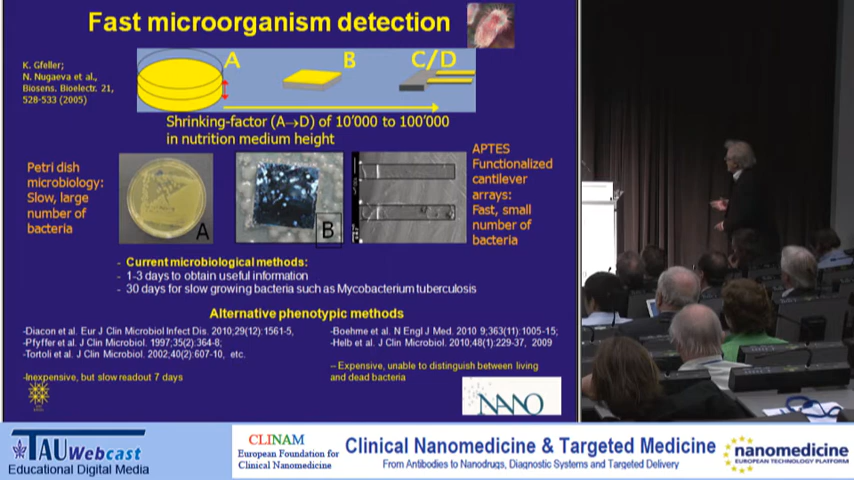 Fast microorganism detection
K. Gfeller;
N. Nugaeva et al.,
Biosens. Bioelectr. 21,
528-533 (2005)
A
B
C/D
Shrinking-factor (A→D) of 10'000 to 100'000
in nutrition medium height
Petri dish
microbiology:
Slow, large
number of
bacteria
A
B
APTES
Functionalized
cantilever
arrays:
Fast, small
number of
bacteria
- Current microbiological methods:
- 1-3 days to obtain useful information
- 30 days for slow growing bacteria such as Mycobacterium tuberculosis
Alternative phenotypic methods
-Diacon et al. Eur J Clin Microbiol Infect Dis. 2010;29(12):1561-5,
-Pfyffer et al. J Clin Microbiol. 1997;35(2):364-8;
-Tortoli et al. J Clin Microbiol. 2002;40(2):607-10, etc.
-Inexpensive, but slow readout 7 days
-Boehme et al. N Engl J Med. 2010 9;363(11):1005-15;
-Helb et al. J Clin Microbiol. 2010;48(1):229-37, 2009
-- Expensive, unable to distinguish between living
and dead bacteria
NANO
TAU Webcast
Educational Digital Media
CLINAM
European Foundation for
Clinical Nanomedicine
Clinical Nanomedicine & Targeted Medicine
From Antibodies to Nanodrugs, Diagnostic Systems and Targeted Delivery
nanomedicine
EUROPEAN TECHNOLOGY PLATFORM